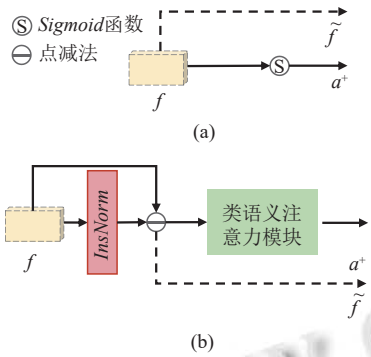 Ⓢ Sigmoid函数
⊖ 点减法
f̃
S
f
a⁺
(a)
InsNorm
类语义注
意力模块
f
a⁺
f̃
(b)